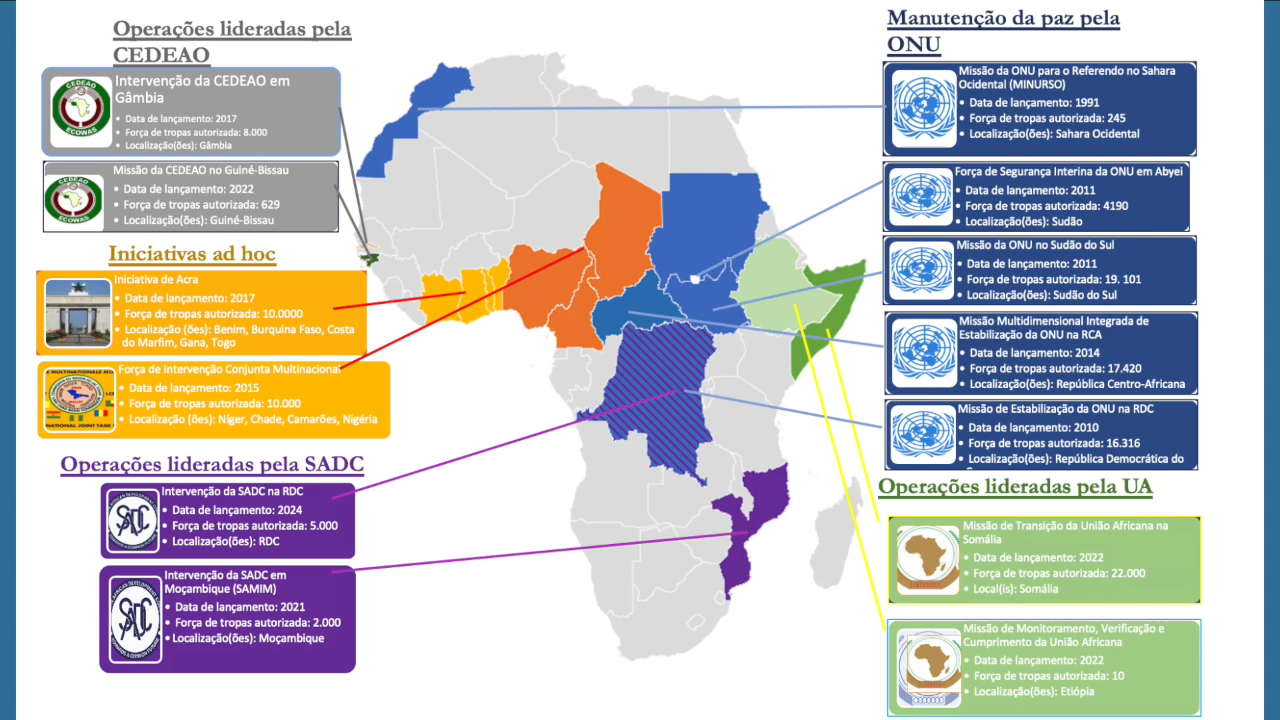 Operações lideradas pela
CEDEAO
CEDEAO
ECOWAS
Intervenção da CEDEAO em
Gâmbia
• Data de lançamento: 2017
• Força de tropas autorizada: 8.000
• Localização(ões): Gâmbia
CEDEAO
ECOWAS
Missão da CEDEAO no Guiné-Bissau
• Data de lançamento: 2022
• Força de tropas autorizada: 629
• Localização(ões): Guiné-Bissau
Iniciativas ad hoc
Iniciativa de Acra
• Data de lançamento: 2017
• Força de tropas autorizada: 10.0000
• Localização (ões): Benim, Burquina Faso, Costa
do Marfim, Gana, Togo
Força de Intervenção Conjunta Multinacional
• Data de lançamento: 2015
• Força de tropas autorizada: 10.000
• Localização (ões): Níger, Chade, Camarões, Nigéria
E MULTINATIONALE MI
NATIONAL JOINT TASK
Operações lideradas pela SADC
SADC
Intervenção da SADC na RDC
• Data de lançamento: 2024
• Força de tropas autorizada: 5.000
• Localização(ões): RDC
SADC
Intervenção da SADC em
Moçambique (SAMIM)
• Data de lançamento: 2021
• Força de tropas autorizada: 2.000
• Localização(ões): Moçambique
Manutenção da paz pela
ONU
Missão da ONU para o Referendo no Sahara
Ocidental (MINURSO)
• Data de lançamento: 1991
• Força de tropas autorizada: 245
• Localização(ões): Sahara Ocidental
Força de Segurança Interina da ONU em Abyei
• Data de lançamento: 2011
• Força de tropas autorizada: 4190
• Localização(ões): Sudão
Missão da ONU no Sudão do Sul
• Data de lançamento: 2011
• Força de tropas autorizada: 19. 101
• Localização(ões): Sudão do Sul
Missão Multidimensional Integrada de
Estabilização da ONU na RCA
• Data de lançamento: 2014
• Força de tropas autorizada: 17.420
• Localização(ões): República Centro-Africana
Missão de Estabilização da ONU na RDC
• Data de lançamento: 2010
• Força de tropas autorizada: 16.316
• Localização(ões): República Democrática do
Operações lideradas pela UA
Missão de Transição da União Africana na
Somália
• Data de lançamento: 2022
• Força de tropas autorizada: 22.000
• Local(is): Somália
Missão de Monitoramento, Verificação e
Cumprimento da União Africana
• Data de lançamento: 2022
• Força de tropas autorizada: 10
• Localização(ões): Etiópia